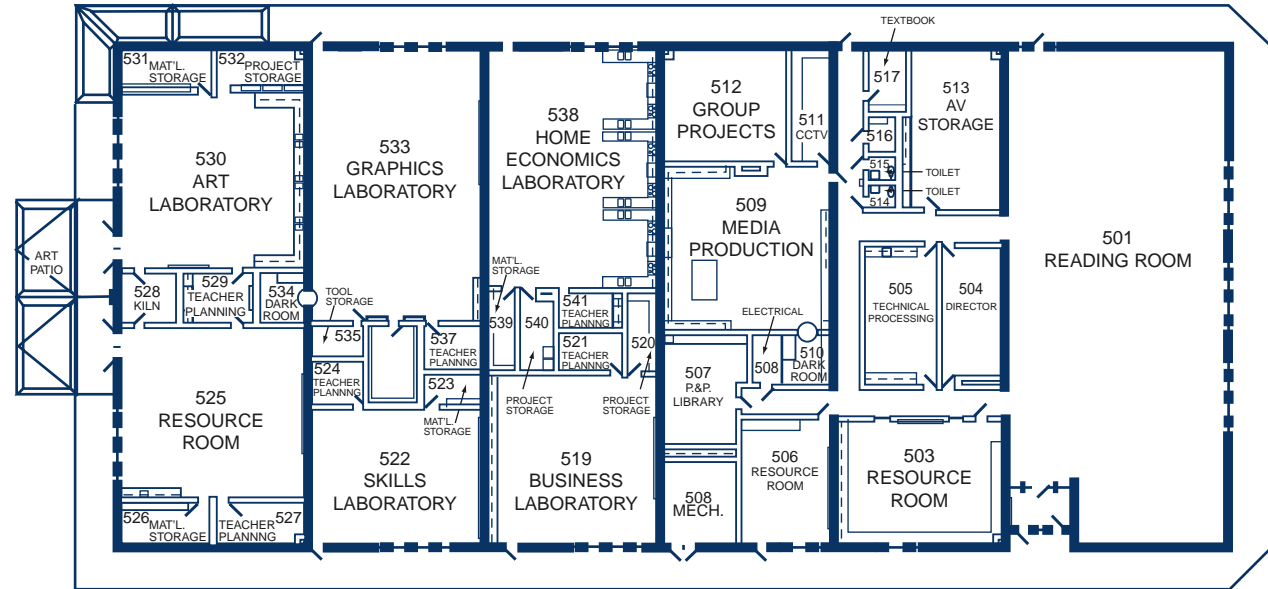 TEXTBOOK
531
MAT'L.
STORAGE
532
PROJECT
STORAGE
530
ART
LABORATORY
533
GRAPHICS
LABORATORY
538
HOME
ECONOMICS
LABORATORY
512
GROUP
PROJECTS
511
CCTV
517
513
AV
STORAGE
516
515
TOILET
TOILET
514
509
MEDIA
PRODUCTION
501
READING ROOM
ART
PATIO
528
KILN
529
TEACHER
PLANNING
534
DARK
ROOM
TOOL
STORAGE
535
MAT'L.
STORAGE
539
540
541
TEACHER
PLANNNG
521
TEACHER
PLANNNG
520
537
TEACHER
PLANNNG
524
TEACHER
PLANNNG
523
MAT'L.
STORAGE
PROJECT
STORAGE
PROJECT
STORAGE
ELECTRICAL
508
510
DARK
ROOM
507
P.&P.
LIBRARY
505
TECHNICAL
PROCESSING
504
DIRECTOR
525
RESOURCE
ROOM
522
SKILLS
LABORATORY
519
BUSINESS
LABORATORY
508
MECH.
506
RESOURCE
ROOM
503
RESOURCE
ROOM
526
MAT'L.
STORAGE
TEACHER
PLANNNG
527